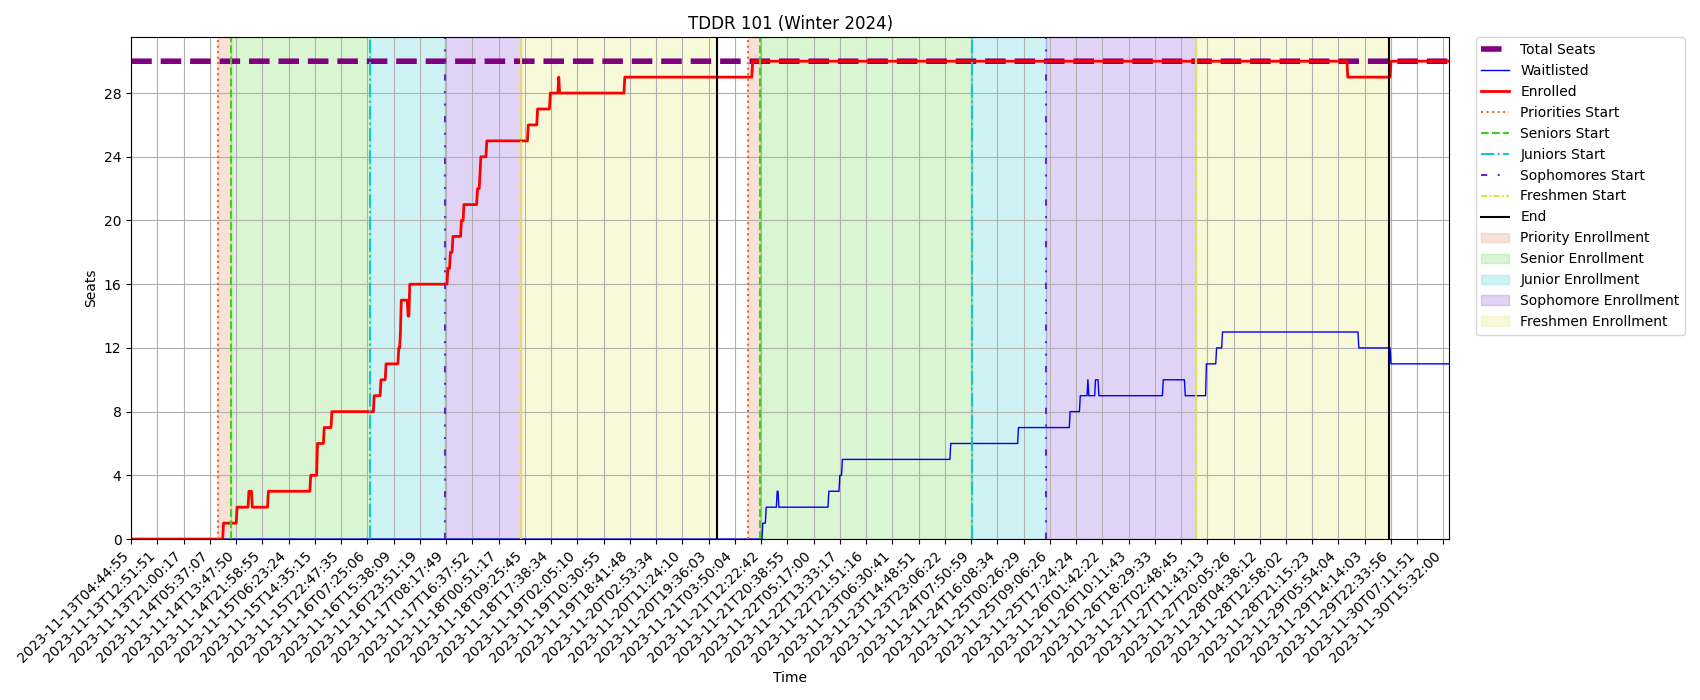 TDDR 101 (Winter 2024)
Seats
28
24
20
16
12
8
4
0
2023-11-13T04:44:55
2023-11-13T12:51:51
2023-11-13T21:00:17
2023-11-14T05:37:07
2023-11-14T13:47:50
2023-11-14T21:58:55
2023-11-15T06:23:24
2023-11-15T14:35:15
2023-11-15T22:47:35
2023-11-16T07:25:06
2023-11-16T15:38:09
2023-11-16T23:51:19
2023-11-17T08:17:49
2023-11-17T16:37:52
2023-11-18T00:51:17
2023-11-18T09:25:45
2023-11-18T17:38:34
2023-11-19T02:05:10
2023-11-19T10:30:55
2023-11-19T18:41:48
2023-11-20T02:53:34
2023-11-20T11:24:10
2023-11-20T19:36:03
2023-11-21T03:50:04
2023-11-21T12:22:42
2023-11-21T20:38:55
2023-11-22T05:17:00
2023-11-22T13:33:17
2023-11-22T21:51:16
2023-11-23T06:30:41
2023-11-23T14:48:51
2023-11-23T23:06:22
2023-11-24T07:50:59
2023-11-24T16:08:34
2023-11-25T00:26:29
2023-11-25T09:06:26
2023-11-25T17:24:24
2023-11-26T01:42:22
2023-11-26T10:11:43
2023-11-26T18:29:33
2023-11-27T02:48:45
2023-11-27T11:43:13
2023-11-27T20:05:26
2023-11-28T04:38:12
2023-11-28T12:58:02
2023-11-28T21:15:23
2023-11-29T05:54:04
2023-11-29T14:14:03
2023-11-29T22:33:56
2023-11-30T07:11:51
2023-11-30T15:32:00
Time
Total Seats
Waitlisted
Enrolled
Priorities Start
Seniors Start
Juniors Start
Sophomores Start
Freshmen Start
End
Priority Enrollment
Senior Enrollment
Junior Enrollment
Sophomore Enrollment
Freshmen Enrollment